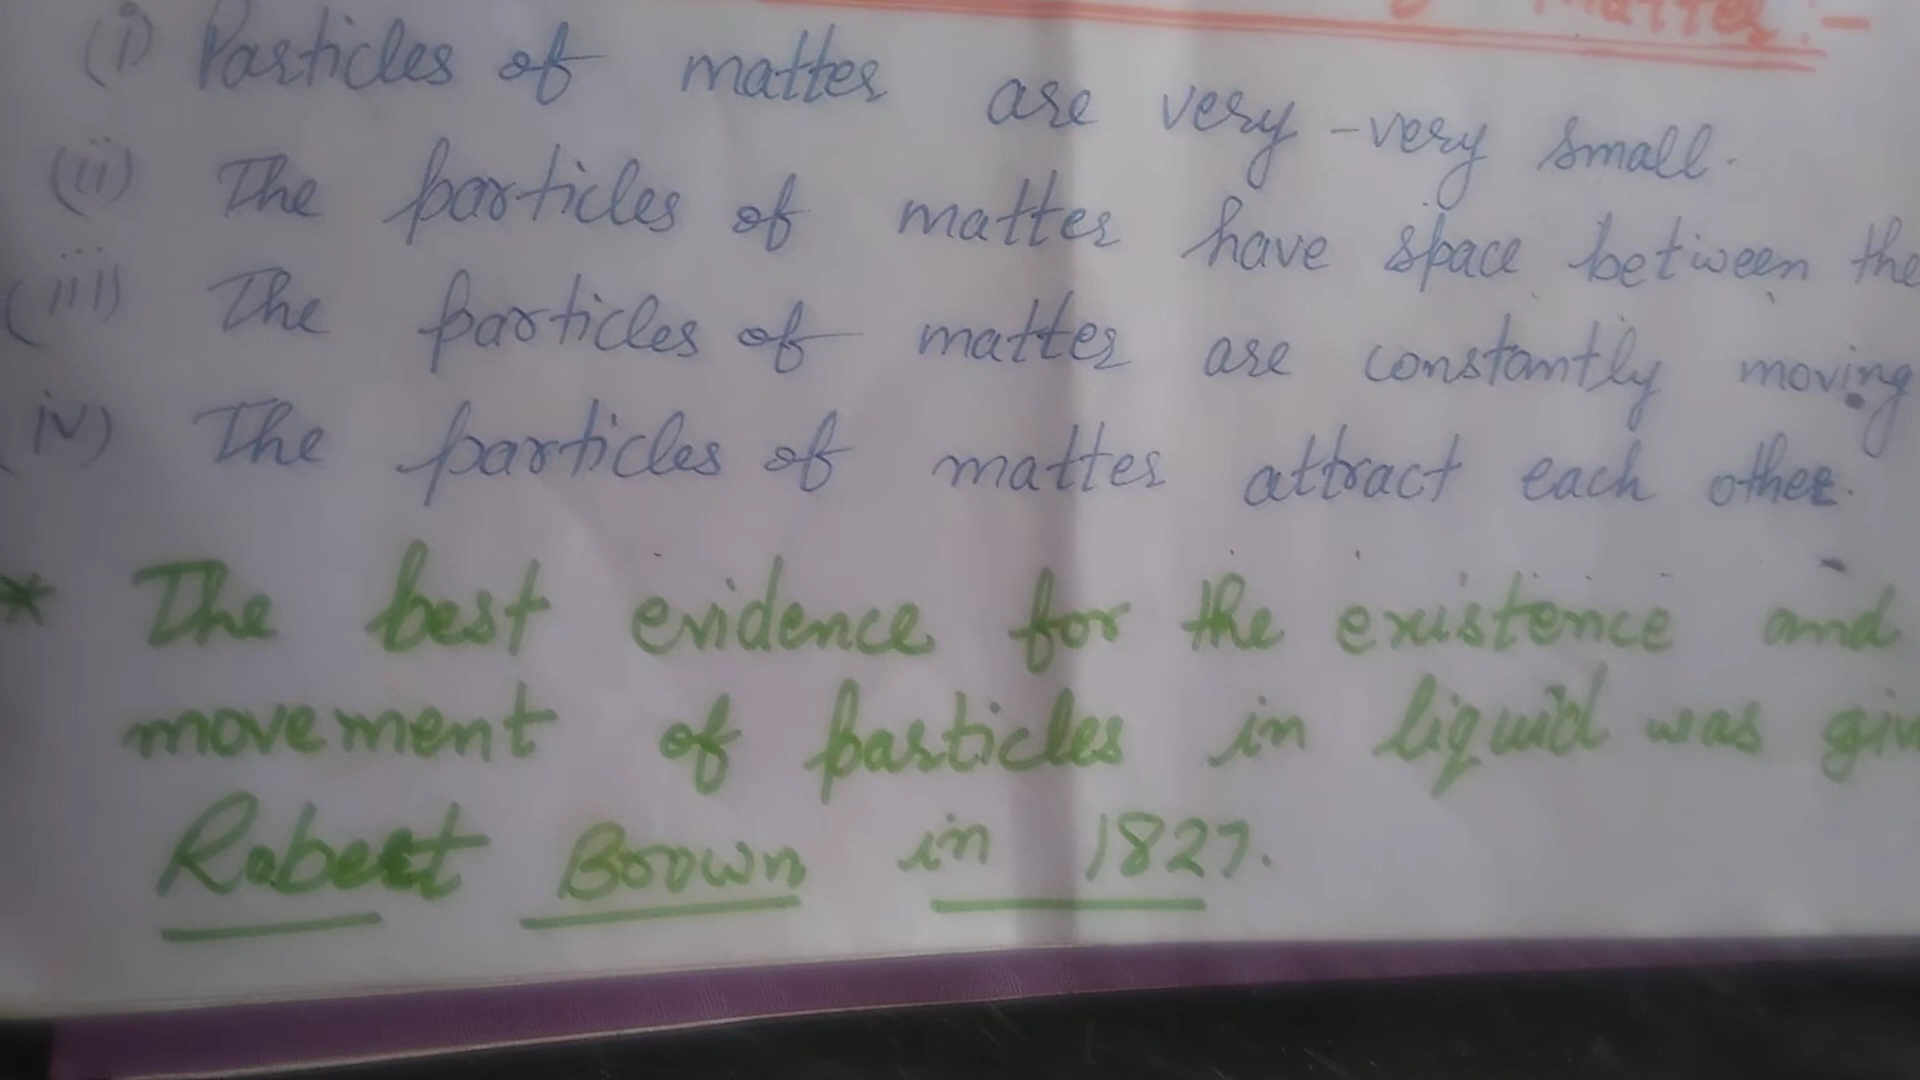 Matter:-
(i) Particles of matter are very-very small.
(ii) The particles of matter have space between the
(iii) The particles of matter are constantly moving
iv) The particles of matter attract each other.
* The best evidence for the existence and
movement of particles in liquid was giv
Robert Brown in 1827.